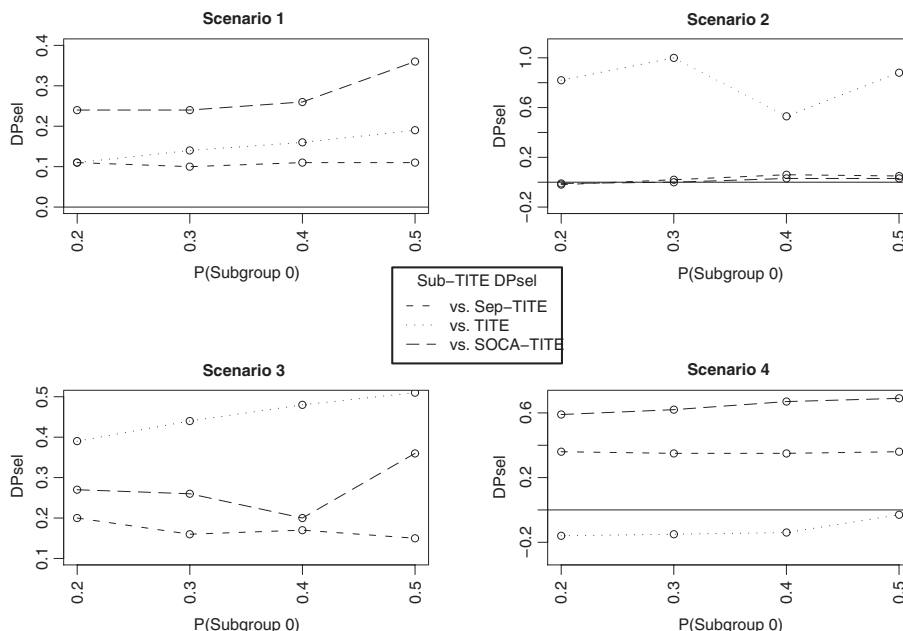 Scenario 1
DPsel
0.0 0.1 0.2 0.3 0.4
0.2 0.3 0.4 0.5
P(Subgroup 0)
Scenario 2
DPsel
−0.2 0.2 0.6 1.0
0.2 0.3 0.4 0.5
P(Subgroup 0)
Sub−TITE DPsel
vs. Sep−TITE
vs. TITE
vs. SOCA−TITE
Scenario 3
DPsel
0.1 0.2 0.3 0.4 0.5
0.2 0.3 0.4 0.5
P(Subgroup 0)
Scenario 4
DPsel
−0.2 0.2 0.6
0.2 0.3 0.4 0.5
P(Subgroup 0)